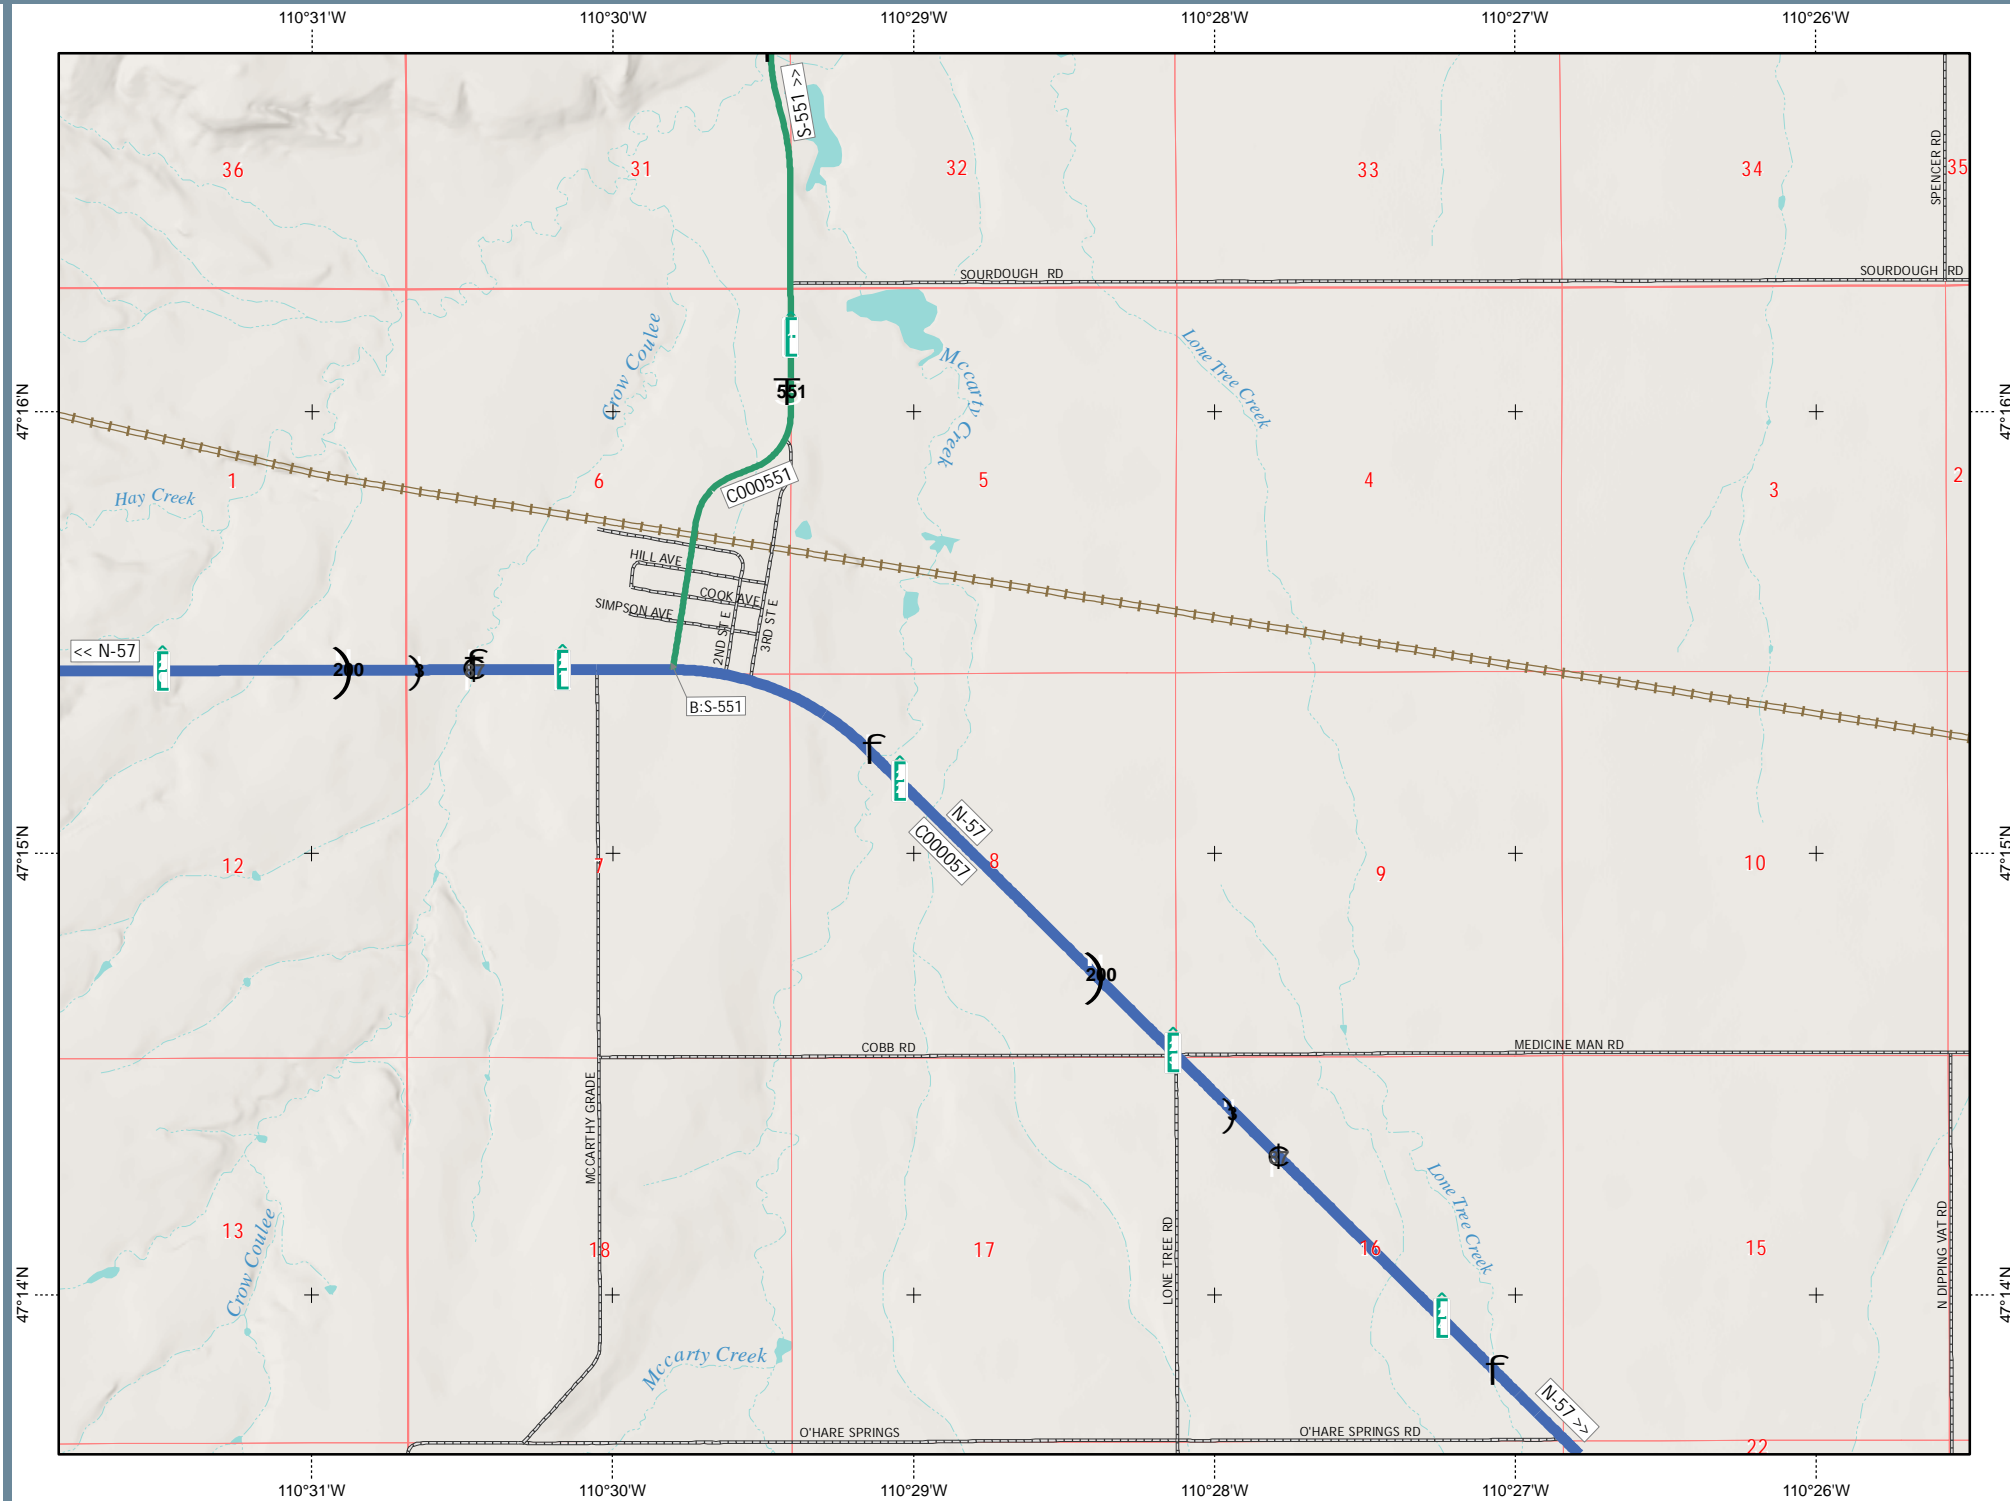 110°31'W 110°30'W 110°29'W 110°28'W 110°27'W 110°26'W
S-551 >>
36 31 32 33 34 35
SPENCER RD
SOURDOUGH RD
SOURDOUGH RD
Crow Coulee
Mccarty Creek
Lone Tree Creek
551
47°16'N
47°16'N
1 6 5 4 3 2
Hay Creek
C000551
HILL AVE
COOK AVE
SIMPSON AVE
2ND ST E
3RD ST E
<< N-57
200
3
B:S-551
N-57
C000057
47°15'N
47°15'N
12 7 8 9 10
200
COBB RD
MEDICINE MAN RD
MCCARTHY GRADE
3
Lone Tree Creek
13 18 17 16 15
Crow Coulee
LONE TREE RD
N DIPPING VAT RD
47°14'N
47°14'N
Mccarty Creek
N-57 >>
O'HARE SPRINGS
O'HARE SPRINGS RD
22
110°31'W 110°30'W 110°29'W 110°28'W 110°27'W 110°26'W